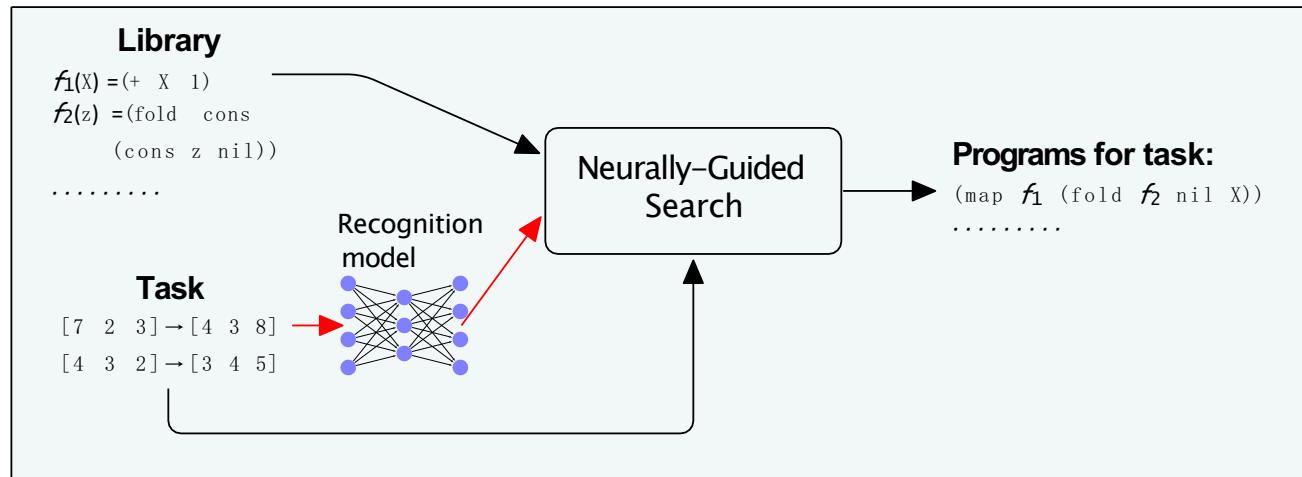 Library
f1(X) =(+ X 1)
f2(z) =(fold cons
(cons z nil))
.........
Neurally-Guided
Search
Programs for task:
(map f1 (fold f2 nil X))
.........
Recognition
model
Task
[7 2 3]→[4 3 8]
[4 3 2]→[3 4 5]